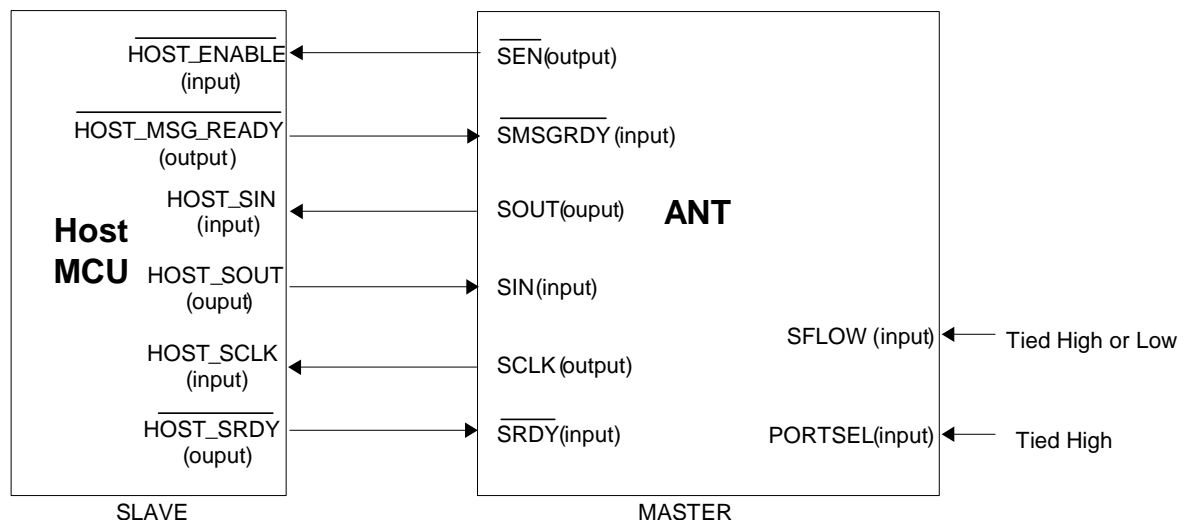 HOST_ENABLE
(input)
SEN(output)
HOST_MSG_READY
(output)
SMSGRDY (input)
HOST_SIN
(input)
SOUT(ouput)
ANT
Host
MCU
HOST_SOUT
(ouput)
SIN(input)
SFLOW (input)
Tied High or Low
HOST_SCLK
(input)
SCLK(output)
HOST_SRDY
(ouput)
SRDY(input)
PORTSEL(input)
Tied High
SLAVE
MASTER